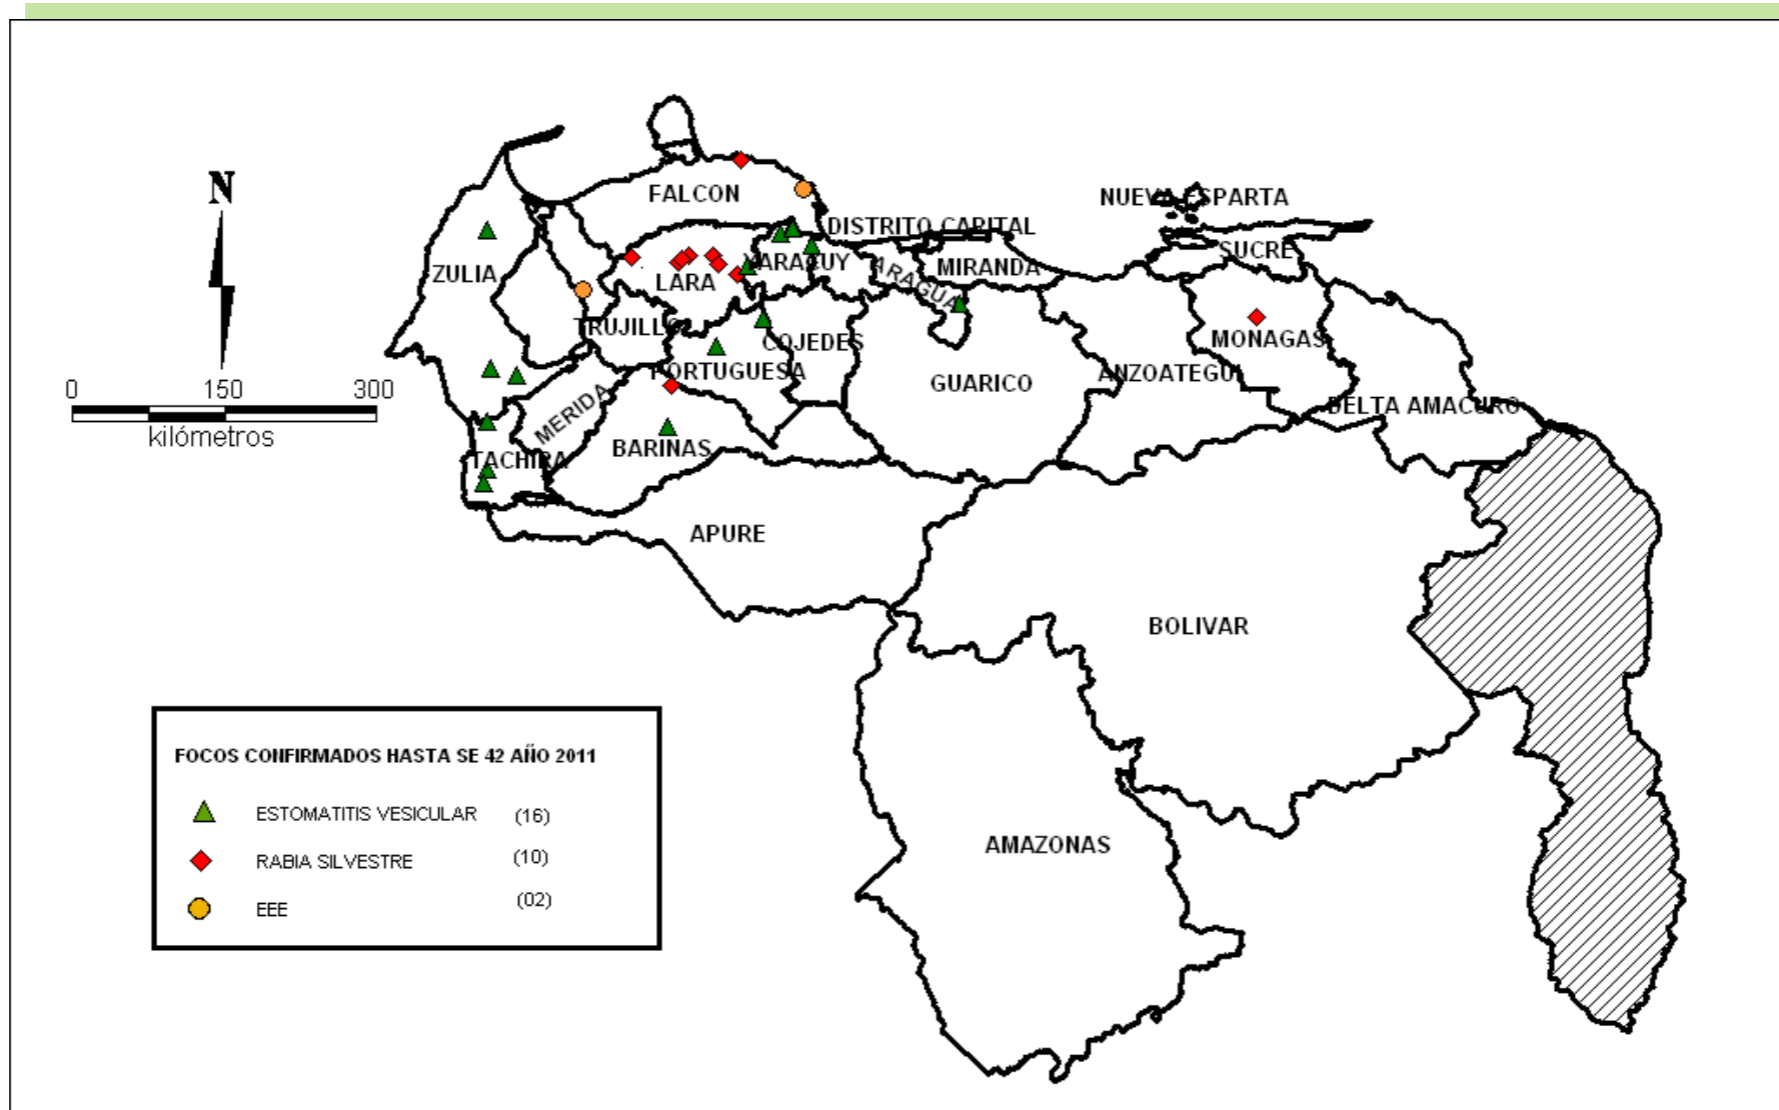 N
FALCON
NUEVA ESPARTA
DISTRITO CAPITAL
SUCRE
ZULIA
YARACUY
LARA
ARAGUA
MIRANDA
TRUJILLO
COJEDES
MONAGAS
PORTUGUESA
GUARICO
ANZOATEGUI
DELTA AMACURO
0 150 300
kilómetros
MERIDA
BARINAS
TACHIRA
APURE
BOLIVAR
AMAZONAS
FOCOS CONFIRMADOS HASTA SE 42 AÑO 2011
ESTOMATITIS VESICULAR (16)
RABIA SILVESTRE (10)
EEE (02)